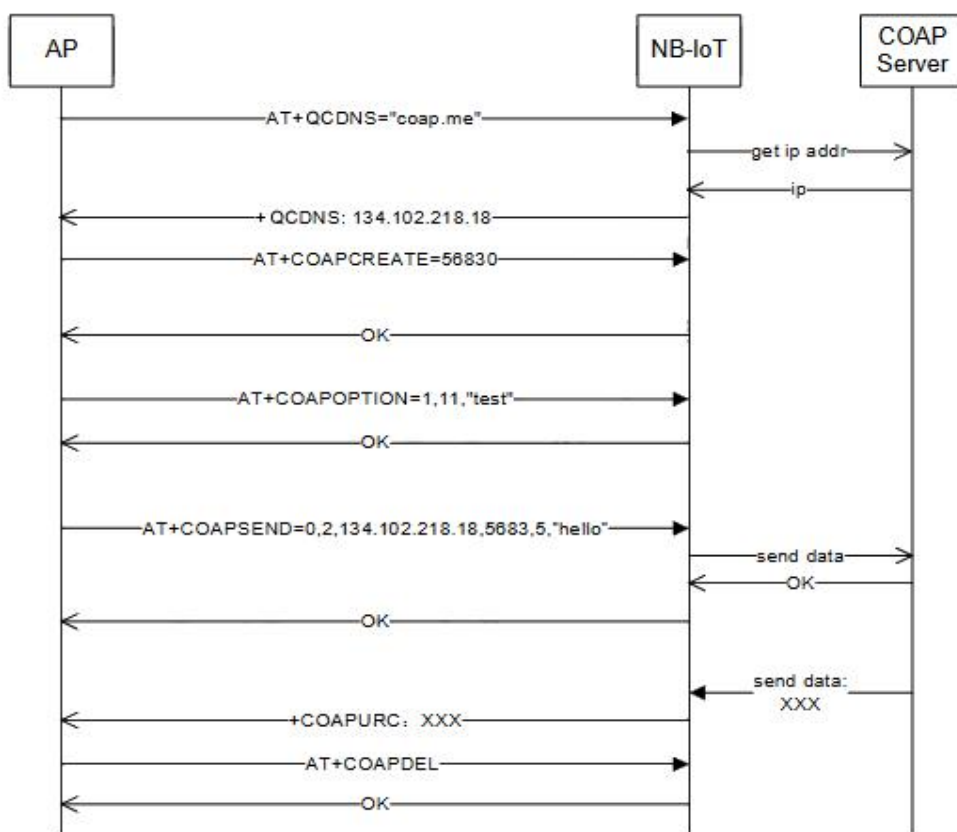 AP
NB-IoT
COAP
Server
AT+QCDNS="coap.me"
get ip addr
ip
+QCDNS: 134.102.218.18
AT+COAPCREATE=56830
OK
AT+COAPOPTION=1,11,"test"
OK
AT+COAPSEND=0,2,134.102.218.18,5683,5,"hello"
send data
OK
OK
send data:
XXX
+COAPURC：XXX
AT+COAPDEL
OK